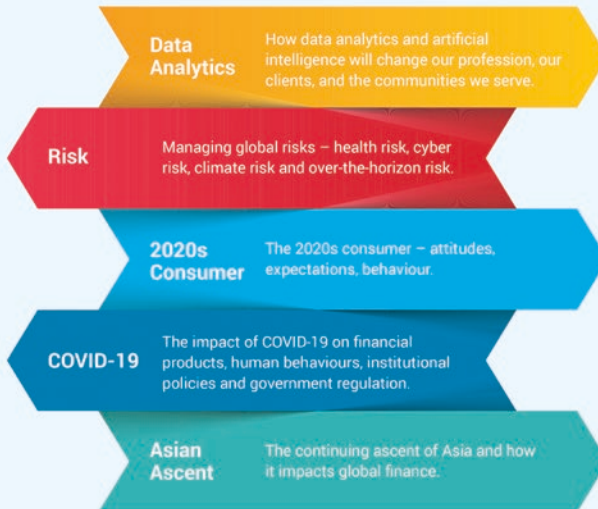 Data
Analytics
How data analytics and artificial
intelligence will change our profession, our
clients, and the communities we serve.
Risk
Managing global risks – health risk, cyber
risk, climate risk and over-the-horizon risk.
2020s
Consumer
The 2020s consumer – attitudes,
expectations, behaviour.
COVID-19
The impact of COVID-19 on financial
products, human behaviours, institutional
policies and government regulation.
Asian
Ascent
The continuing ascent of Asia and how
it impacts global finance.